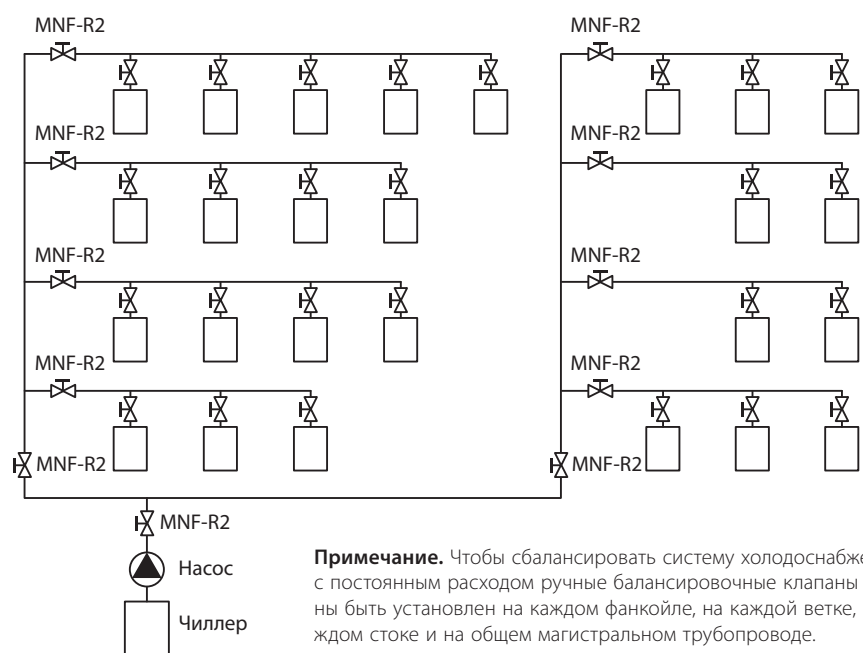 MNF-R2 MNF-R2
MNF-R2 MNF-R2
MNF-R2 MNF-R2
MNF-R2 MNF-R2
MNF-R2 MNF-R2
MNF-R2
Насос
Чиллер
Примечание. Чтобы сбалансировать систему холодоснабже
с постоянным расходом ручные балансировочные клапаны
ны быть установлен на каждом фанкойле, на каждой ветке,
ждом стоке и на общем магистральном трубопроводе.